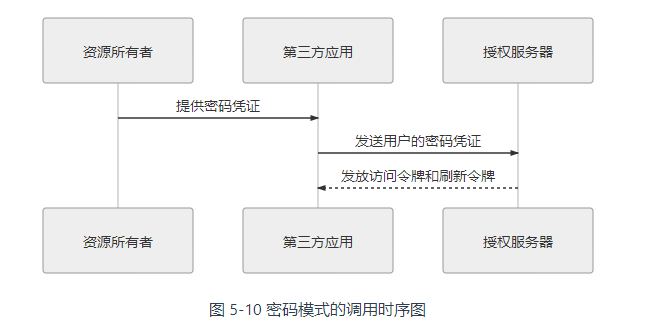 资源所有者
第三方应用
授权服务器
提供密码凭证
发送用户的密码凭证
发放访问令牌和刷新令牌
资源所有者
第三方应用
授权服务器
图 5-10 密码模式的调用时序图